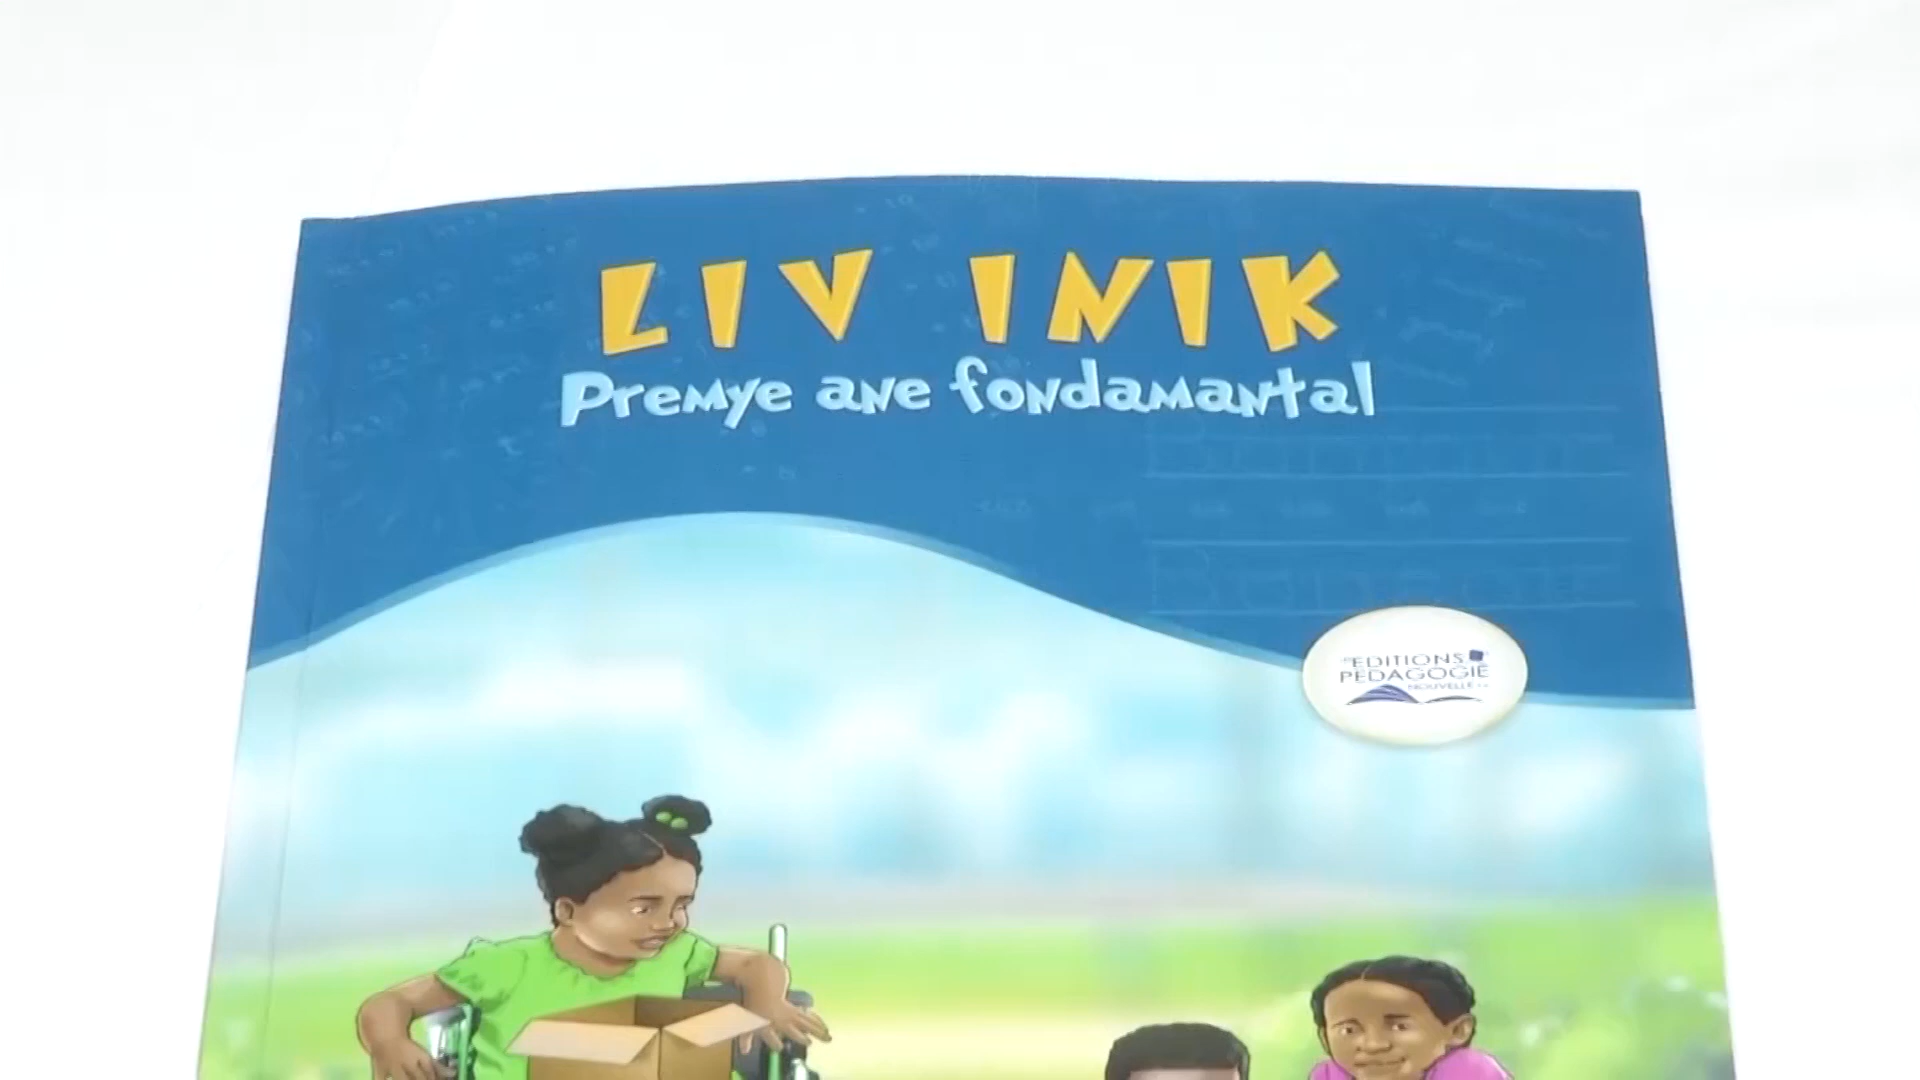 LIV INIK
Premye ane fondamantal
EDITIONS
PEDAGOGIE
NOUVELLE